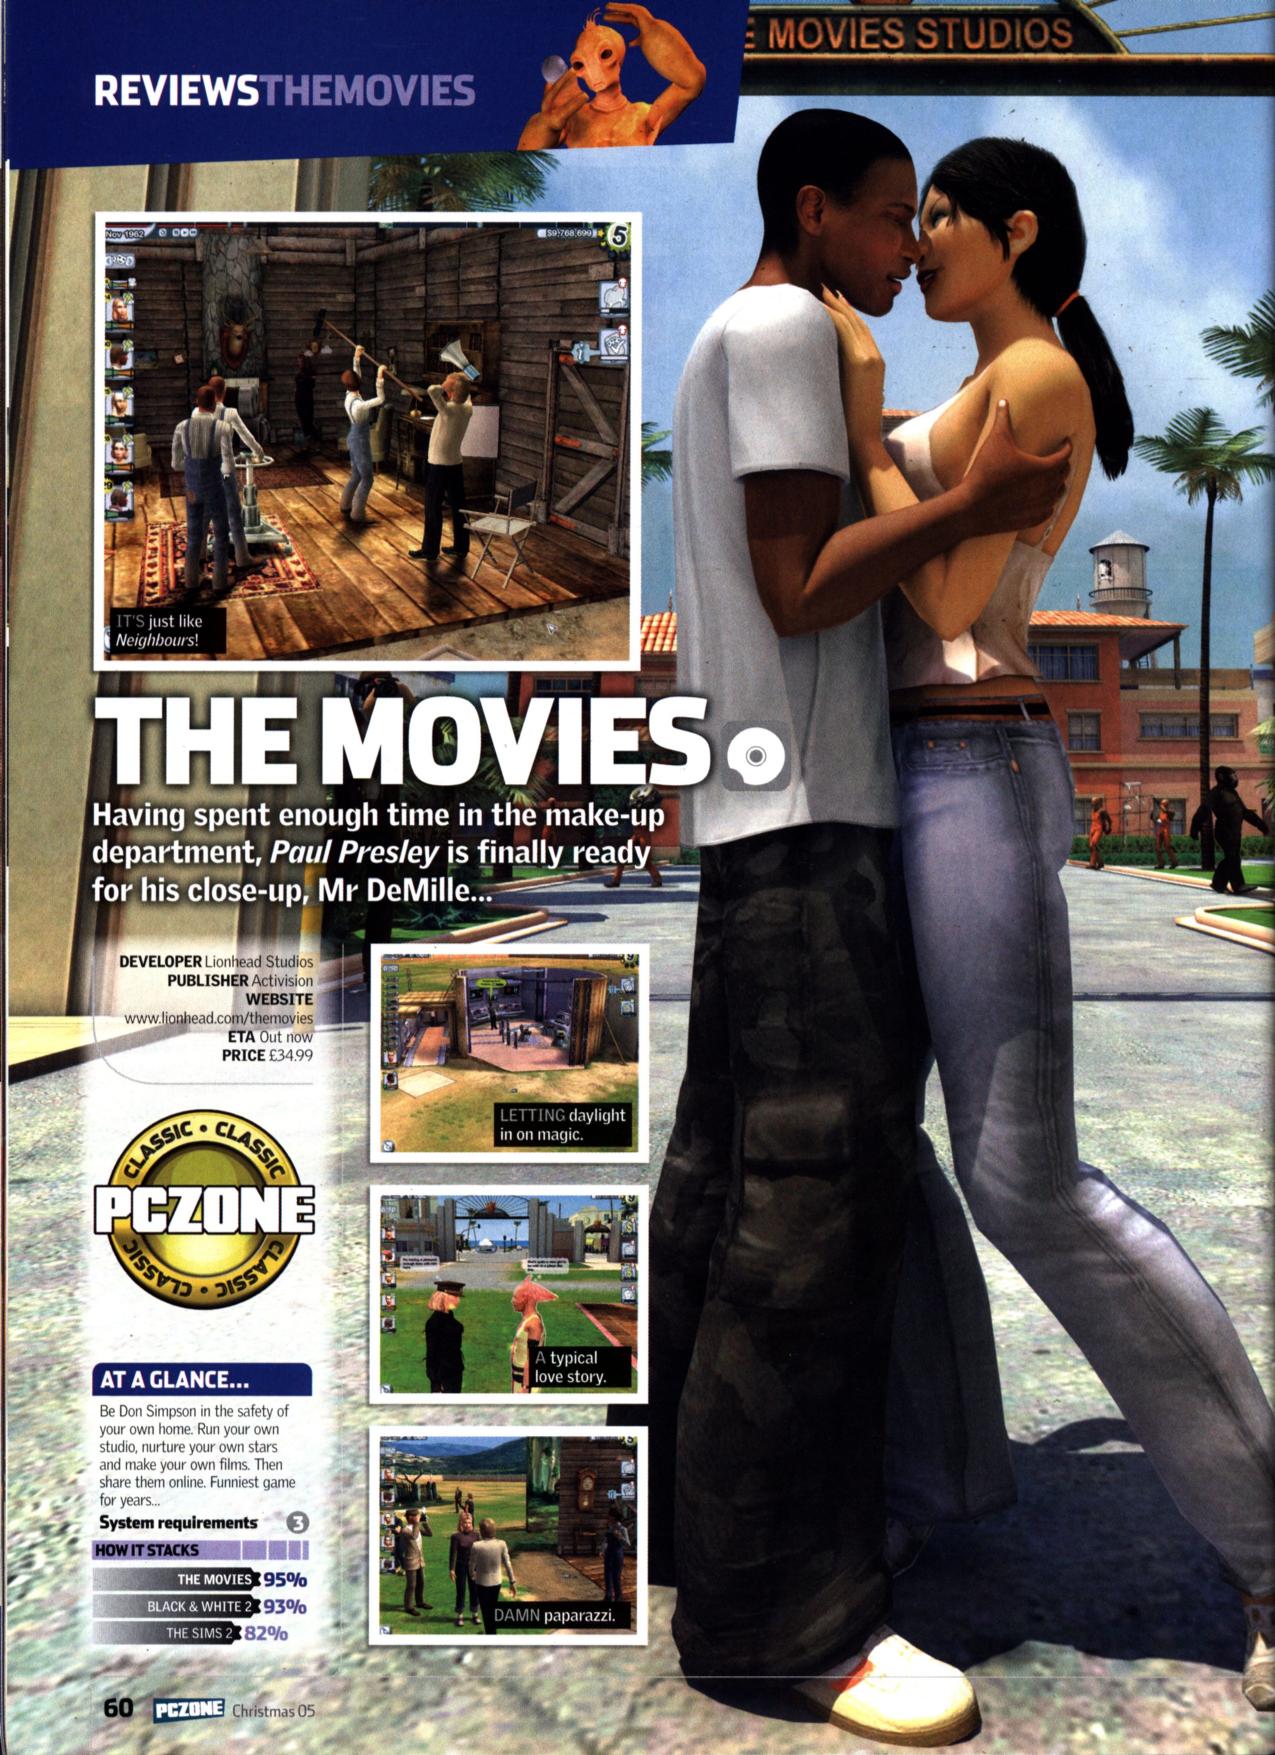 REVIEWSTHEMOVIES
E MOVIES STUDIOS
Nov 1962
$9,768,699
5
IT'S just like
Neighbours!
THE MOVIES
Having spent enough time in the make-up
department, Paul Presley is finally ready
for his close-up, Mr DeMille...
DEVELOPER Lionhead Studios
PUBLISHER Activision
WEBSITE
www.lionhead.com/themovies
ETA Out now
PRICE £34.99
CLASSIC • CLASSIC
PCZONE
CLASSIC • CLASSIC
LETTING daylight
in on magic.
A typical
love story.
DAMN paparazzi.
AT A GLANCE...
Be Don Simpson in the safety of
your own home. Run your own
studio, nurture your own stars
and make your own films. Then
share them online. Funniest game
for years...
System requirements 3
HOW IT STACKS
THE MOVIES 95%
BLACK & WHITE 2 93%
THE SIMS 2 82%
60 PCZONE Christmas 05